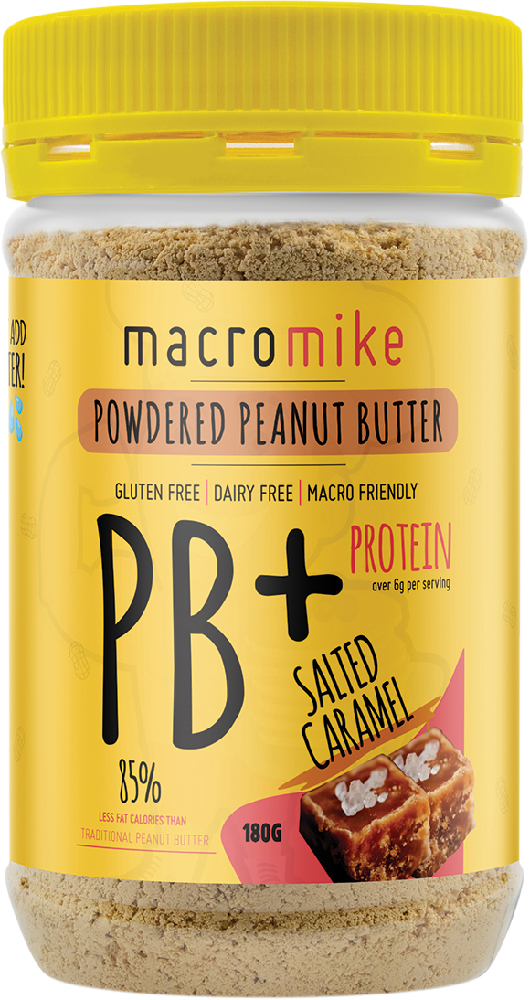 macromike
POWDERED PEANUT BUTTER
GLUTEN FREE | DAIRY FREE | MACRO FRIENDLY
ADD
PB+
PROTEIN
over 6g per serving
SALTED
CARAMEL
85%
LESS FAT CALORIES THAN
TRADITIONAL PEANUT BUTTER
180G